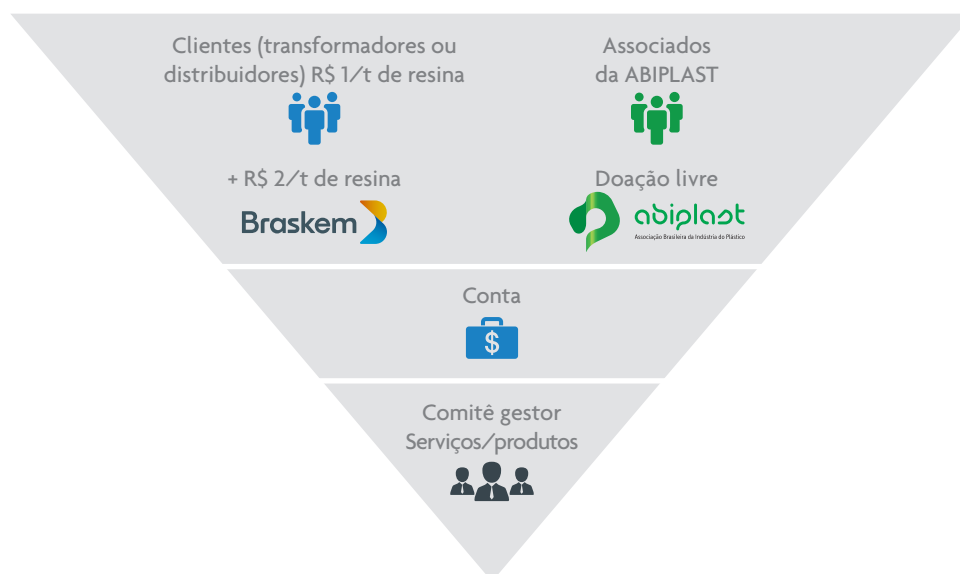 Clientes (transformadores ou
distribuidores) R$ 1/t de resina
+ R$ 2/t de resina
Braskem
Associados
da ABIPLAST
Doação livre
abiplast
Associação Brasileira da Indústria do Plástico
Conta
$
Comitê gestor
Serviços/produtos